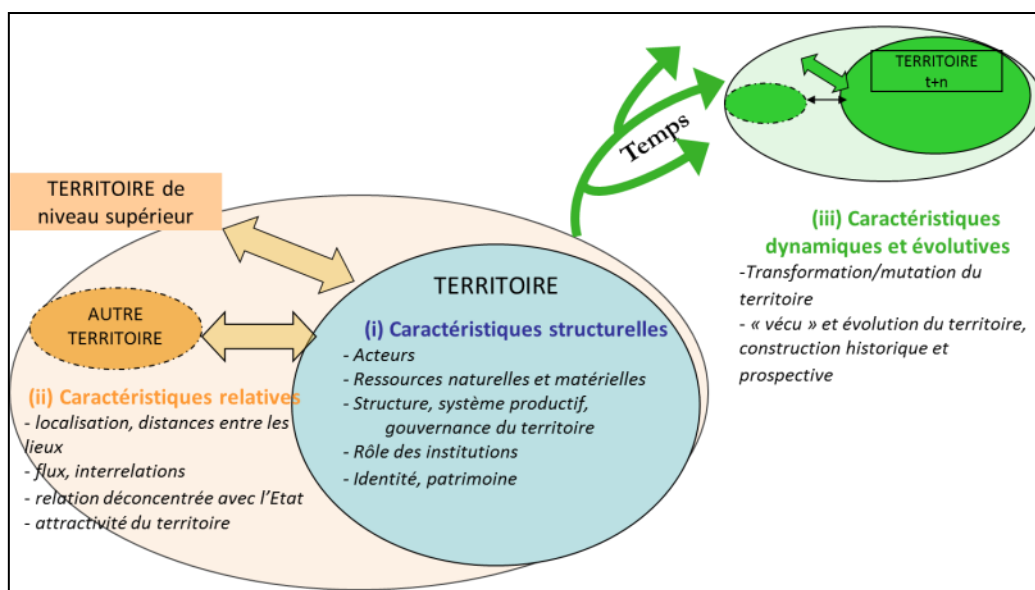 TERRITOIRE
t+n
Temps
TERRITOIRE de
niveau supérieur
(iii) Caractéristiques
dynamiques et évolutives
-Transformation/mutation du
territoire
- « vécu » et évolution du territoire,
construction historique et
prospective
TERRITOIRE
AUTRE
TERRITOIRE
(i) Caractéristiques structurelles
- Acteurs
- Ressources naturelles et matérielles
- Structure, système productif,
gouvernance du territoire
- Rôle des institutions
- Identité, patrimoine
(ii) Caractéristiques relatives
- localisation, distances entre les
lieux
- flux, interrelations
- relation déconcentrée avec l'Etat
- attractivité du territoire